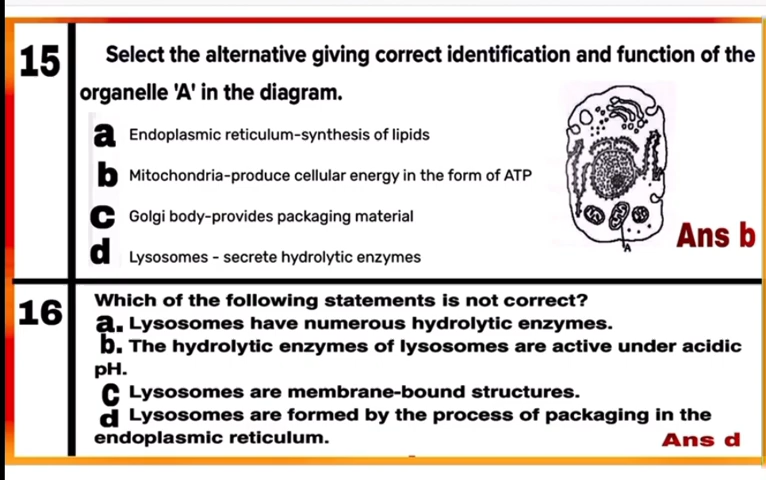 15 Select the alternative giving correct identification and function of the
organelle 'A' in the diagram.
a Endoplasmic reticulum-synthesis of lipids
b Mitochondria-produce cellular energy in the form of ATP
C Golgi body-provides packaging material
d Lysosomes - secrete hydrolytic enzymes
A
Ans b
16 Which of the following statements is not correct?
a. Lysosomes have numerous hydrolytic enzymes.
b. The hydrolytic enzymes of lysosomes are active under acidic
pH.
C Lysosomes are membrane-bound structures.
d Lysosomes are formed by the process of packaging in the
endoplasmic reticulum.
Ans d